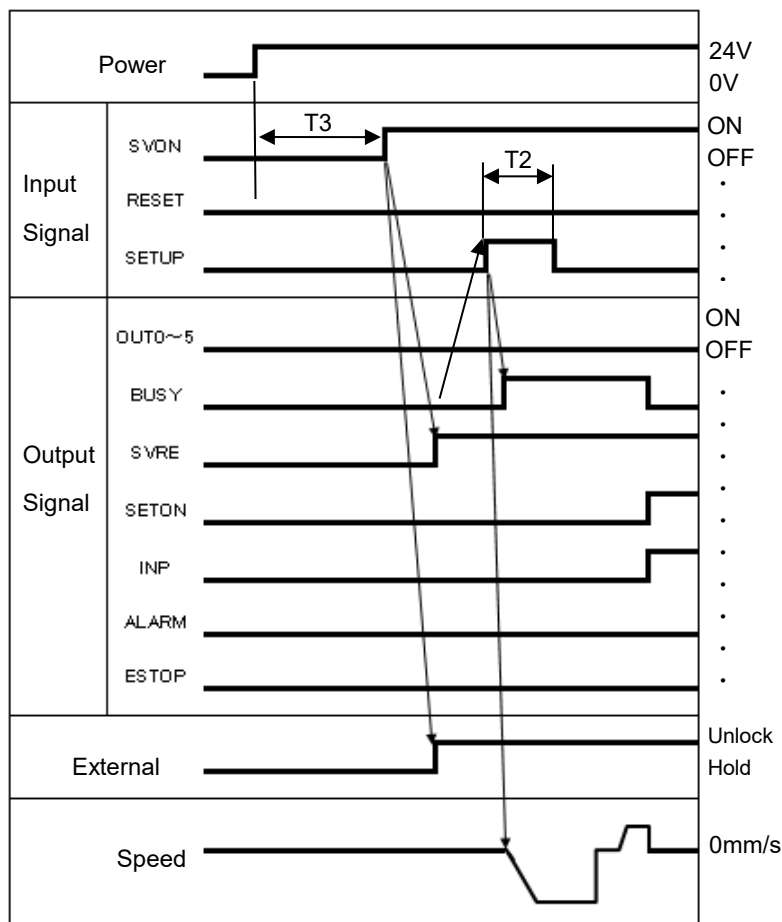 Power
24V
0V
Input
Signal
SVON
T3
ON
OFF
RESET
T2
SETUP
Output
Signal
OUT0～5
ON
OFF
BUSY
SVRE
SETON
INP
ALARM
ESTOP
External
Unlock
Hold
Speed
0mm/s